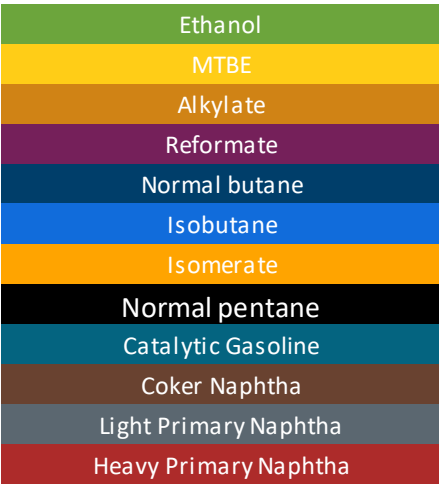 Ethanol
MTBE
Alkylate
Reformate
Normal butane
Isobutane
Isomerate
Normal pentane
Catalytic Gasoline
Coker Naphtha
Light Primary Naphtha
Heavy Primary Naphtha